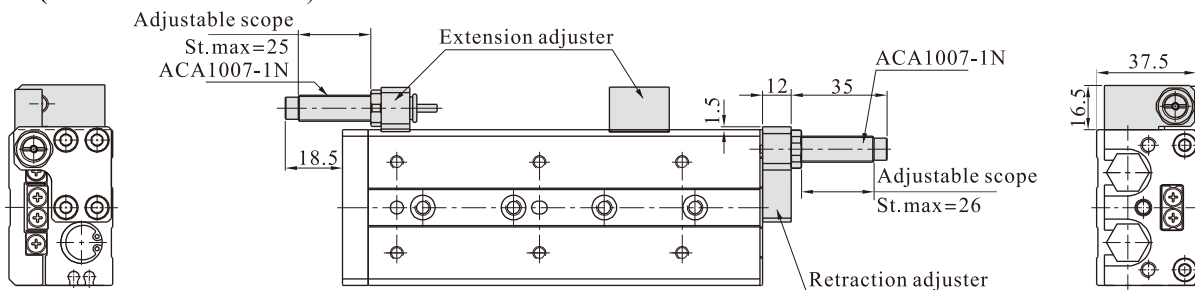 Adjustable scope
St.max=25
ACA1007-1N
Extension adjuster
ACA1007-1N
37.5
12
35
1.5
16.5
18.5
Adjustable scope
St.max=26
Retraction adjuster